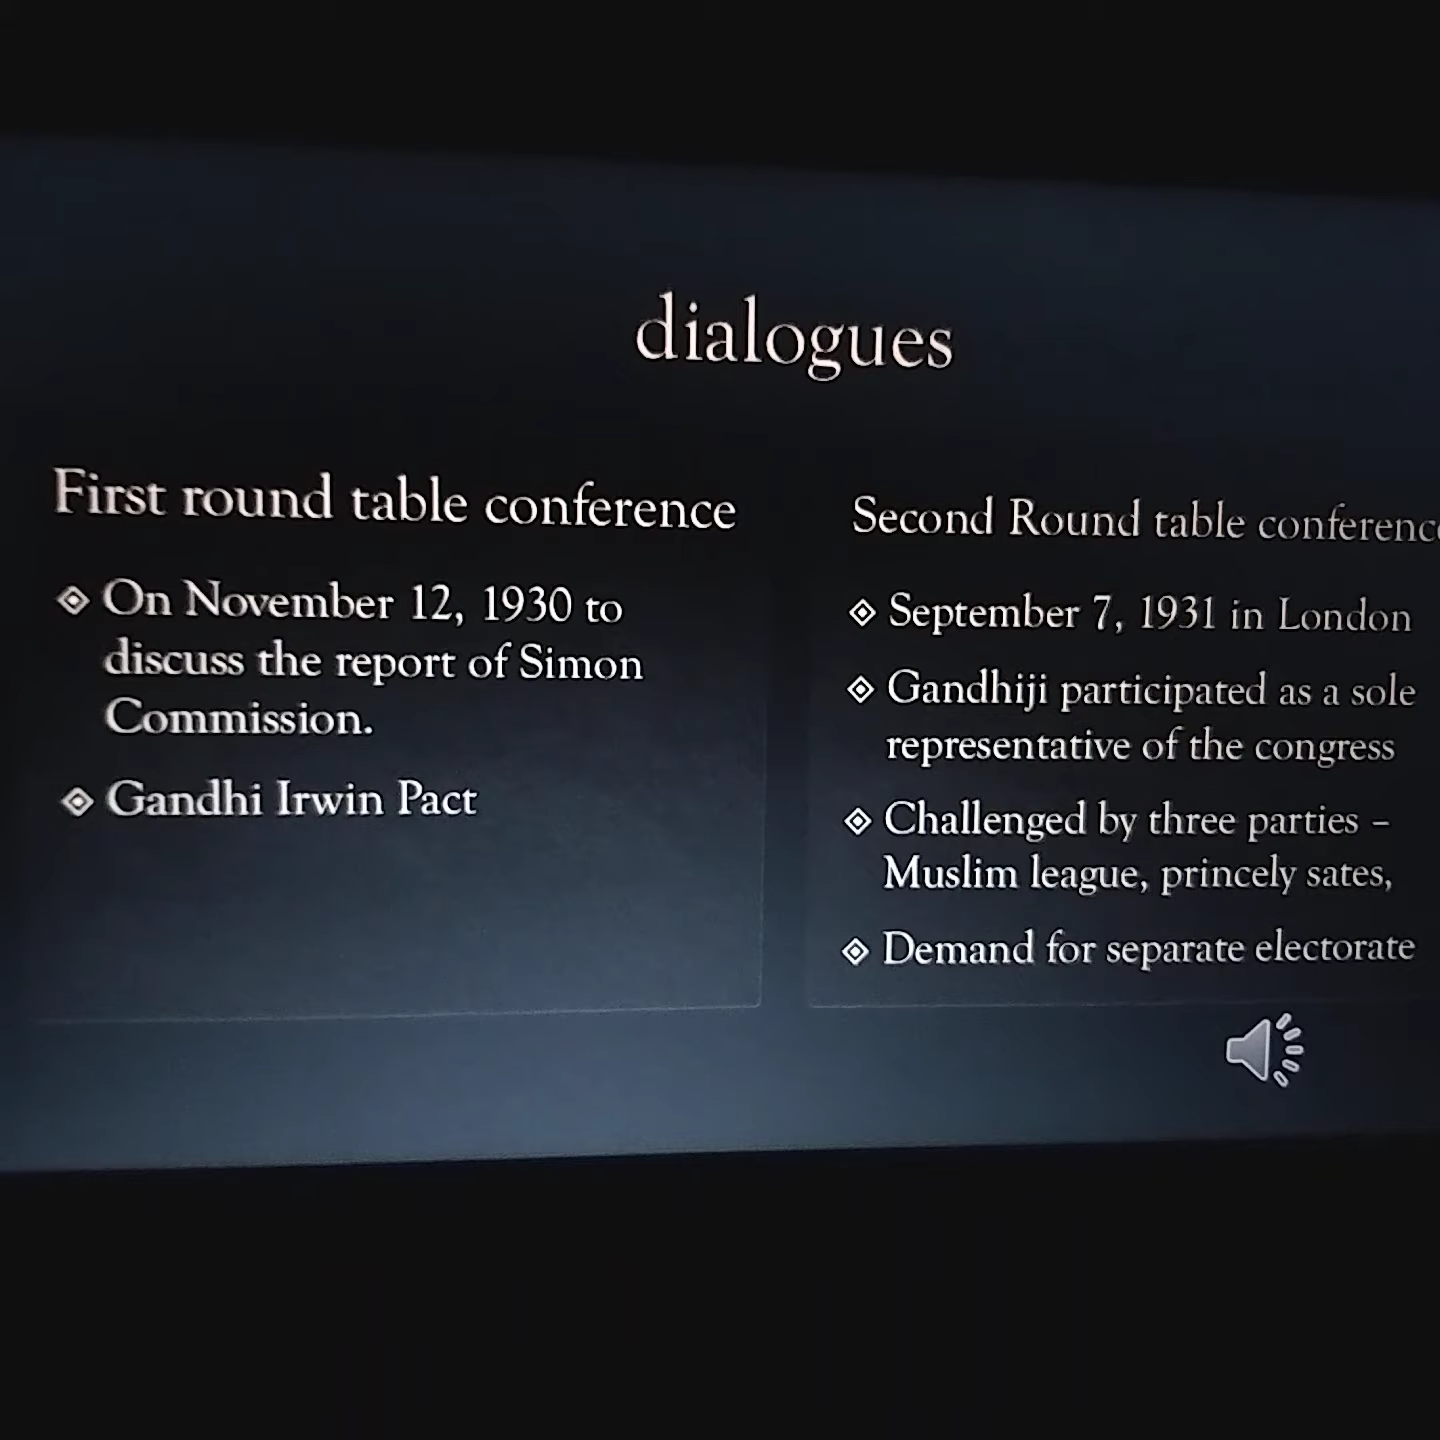 dialogues
First round table conference
On November 12, 1930 to
discuss the report of Simon
Commission.
Gandhi Irwin Pact
Second Round table conference
September 7, 1931 in London
Gandhiji participated as a sole
representative of the congress
Challenged by three parties –
Muslim league, princely sates,
Demand for separate electorate